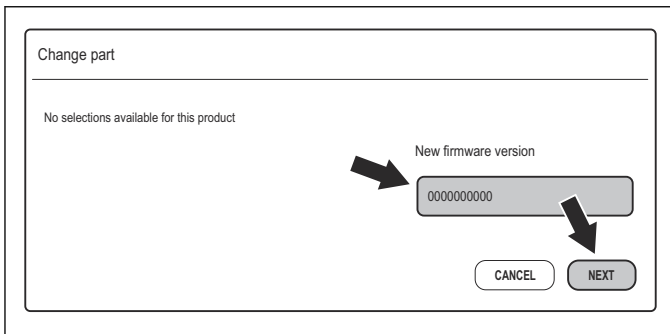 Change part
No selections available for this product
New firmware version
0000000000
CANCEL NEXT